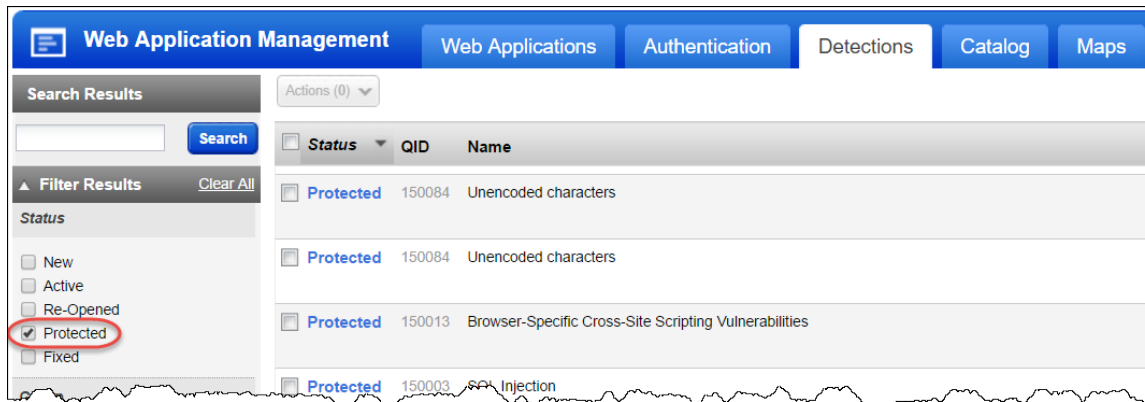 Web Application Management
Web Applications
Authentication
Detections
Catalog
Maps
Search Results
Actions (0)
Search
Status QID Name
Filter Results Clear All
Status
New
Active
Re-Opened
Protected
Fixed
Protected 150084 Unencoded characters
Protected 150084 Unencoded characters
Protected 150013 Browser-Specific Cross-Site Scripting Vulnerabilities
Protected 150003 SQL Injection